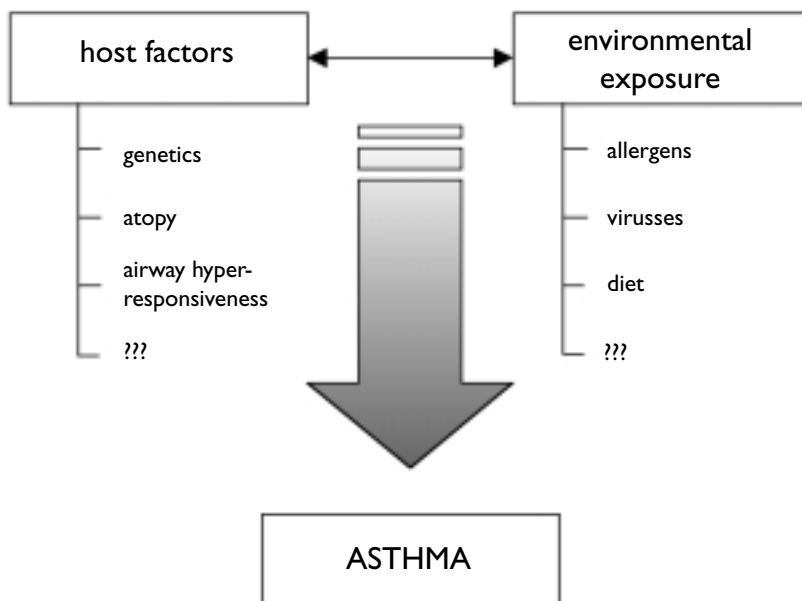 host factors
environmental
exposure
genetics
atopy
airway hyper-
responsiveness
???
allergens
virusses
diet
???
ASTHMA